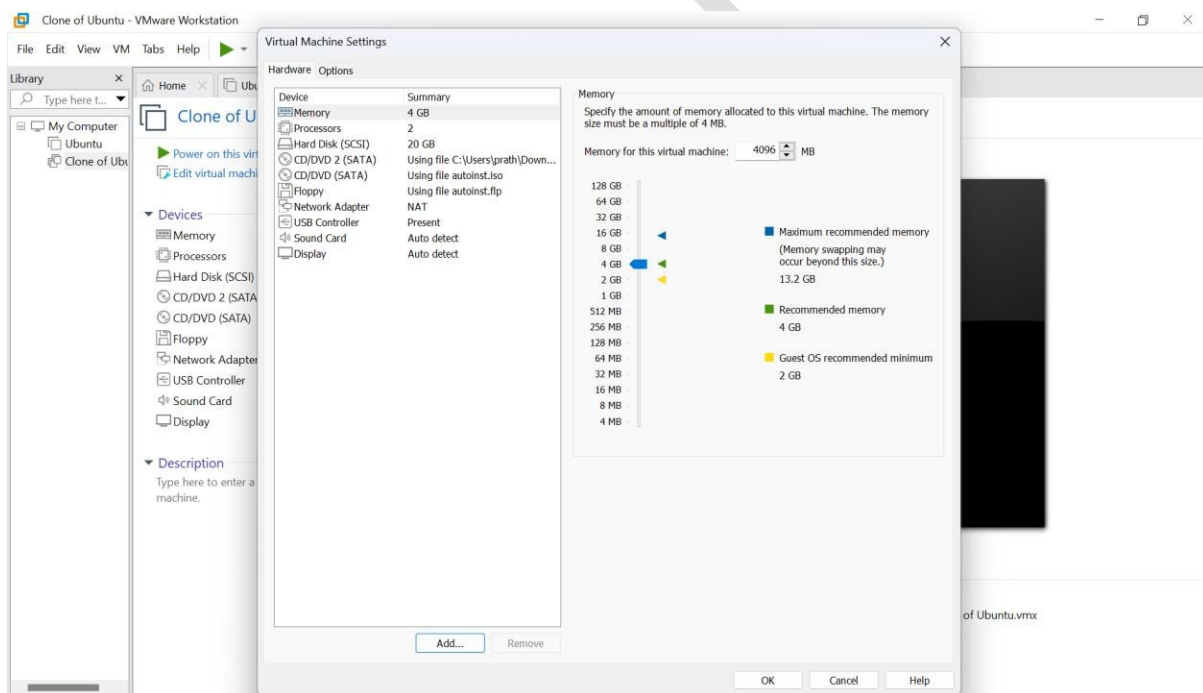 Clone of Ubuntu - VMware Workstation
File Edit View VM Tabs Help
Library
Type here t...
My Computer
Ubuntu
Clone of Ubu
Home
Ubu
Clone of U
Power on this virt
Edit virtual machi
Devices
Memory
Processors
Hard Disk (SCSI)
CD/DVD 2 (SATA
CD/DVD (SATA)
Floppy
Network Adapter
USB Controller
Sound Card
Display
Description
Type here to enter a
machine.
Virtual Machine Settings
Hardware Options
Device Summary
Memory 4 GB
Processors 2
Hard Disk (SCSI) 20 GB
CD/DVD 2 (SATA) Using file C:\Users\prath\Down...
CD/DVD (SATA) Using file autoinst.iso
Floppy Using file autoinst.flp
Network Adapter NAT
USB Controller Present
Sound Card Auto detect
Display Auto detect
Add... Remove
Memory
Specify the amount of memory allocated to this virtual machine. The memory
size must be a multiple of 4 MB.
Memory for this virtual machine: 4096 MB
128 GB
64 GB
32 GB
16 GB
8 GB
4 GB
2 GB
1 GB
512 MB
256 MB
128 MB
64 MB
32 MB
16 MB
8 MB
4 MB
Maximum recommended memory
(Memory swapping may
occur beyond this size.)
13.2 GB
Recommended memory
4 GB
Guest OS recommended minimum
2 GB
OK Cancel Help
of Ubuntu.vmx